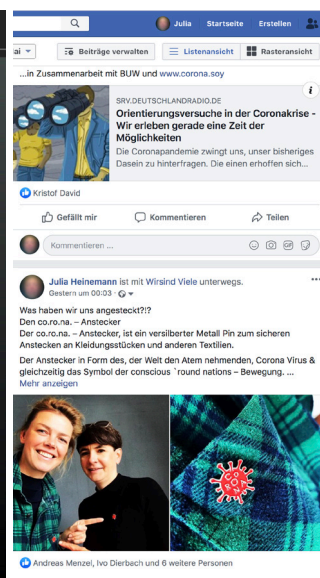 Julia Startseite Erstellen
ai Beiträge verwalten Listenansicht Rasteransicht
...in Zusammenarbeit mit BUW und www.corona.soy
i
SRV.DEUTSCHLANDRADIO.DE
Orientierungsversuche in der Coronakrise -
Wir erleben gerade eine Zeit der
Möglichkeiten
Die Coronapandemie zwingt uns, unser bisheriges
Dasein zu hinterfragen. Die einen erhoffen sich...
Kristof David
Gefällt mir Kommentieren Teilen
Kommentieren ...
GIF
Julia Heinemann ist mit Wirsind Viele unterwegs.
Gestern um 00:03
Was haben wir uns angesteckt?!?
Den co.ro.na. – Anstecker
Der co.ro.na. – Anstecker, ist ein versilberter Metall Pin zum sicheren
Anstecken an Kleidungsstücken und anderen Textilien.
Der Anstecker in Form des, der Welt den Atem nehmenden, Corona Virus &
gleichzeitig das Symbol der conscious `round nations – Bewegung. ...
Mehr anzeigen
CO
RO
NA
Andreas Menzel, Ivo Dierbach und 6 weitere Personen